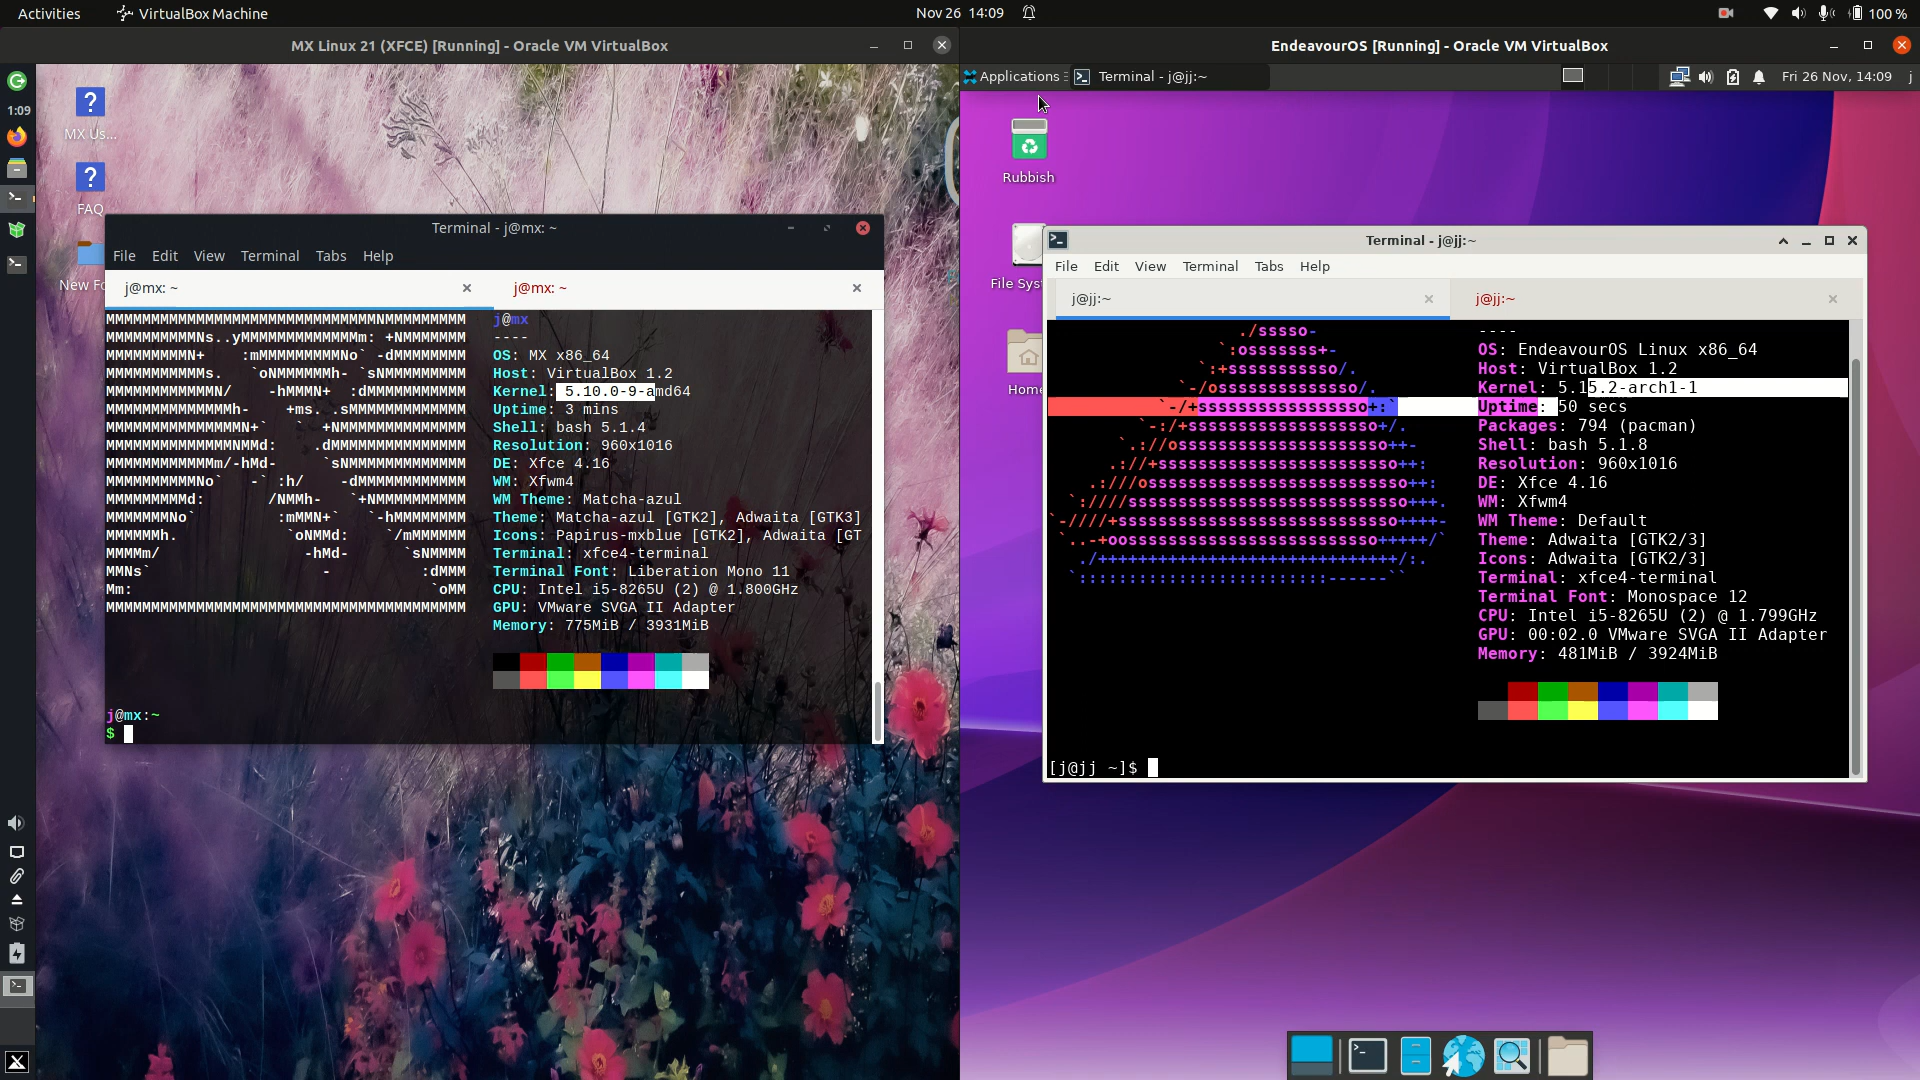 Activities
VirtualBox Machine
Nov 26 14:09
100 %
MX Linux 21 (XFCE) [Running] - Oracle VM VirtualBox
1:09
MX Us...
FAQ
New Fo
Terminal - j@mx: ~
File Edit View Terminal Tabs Help
j@mx: ~
j@mx: ~
j@mx
----
OS: MX x86_64
Host: VirtualBox 1.2
Kernel: 5.10.0-9-amd64
Uptime: 3 mins
Shell: bash 5.1.4
Resolution: 960x1016
DE: Xfce 4.16
WM: Xfwm4
WM Theme: Matcha-azul
Theme: Matcha-azul [GTK2], Adwaita [GTK3]
Icons: Papirus-mxblue [GTK2], Adwaita [GT
Terminal: xfce4-terminal
Terminal Font: Liberation Mono 11
CPU: Intel i5-8265U (2) @ 1.800GHz
GPU: VMware SVGA II Adapter
Memory: 775MiB / 3931MiB
j@mx:~
$
EndeavourOS [Running] - Oracle VM VirtualBox
Applications
Terminal - j@jj:~
Fri 26 Nov, 14:09
j
Rubbish
File Sys
Home
Terminal - j@jj:~
File Edit View Terminal Tabs Help
j@jj:~
j@jj:~
----
OS: EndeavourOS Linux x86_64
Host: VirtualBox 1.2
Kernel: 5.15.2-arch1-1
Uptime: 50 secs
Packages: 794 (pacman)
Shell: bash 5.1.8
Resolution: 960x1016
DE: Xfce 4.16
WM: Xfwm4
WM Theme: Default
Theme: Adwaita [GTK2/3]
Icons: Adwaita [GTK2/3]
Terminal: xfce4-terminal
Terminal Font: Monospace 12
CPU: Intel i5-8265U (2) @ 1.799GHz
GPU: 00:02.0 VMware SVGA II Adapter
Memory: 481MiB / 3924MiB
[j@jj ~]$